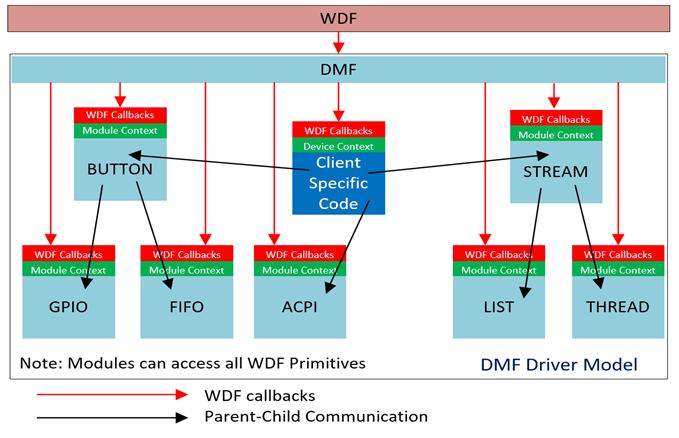 WDF
DMF
WDF Callbacks
Module Context
BUTTON
WDF Callbacks
Device Context
Client
Specific
Code
WDF Callbacks
Module Context
STREAM
WDF Callbacks
Module Context
GPIO
WDF Callbacks
Module Context
FIFO
WDF Callbacks
Module Context
ACPI
WDF Callbacks
Module Context
LIST
WDF Callbacks
Module Context
THREAD
Note: Modules can access all WDF Primitives
DMF Driver Model
WDF callbacks
Parent-Child Communication